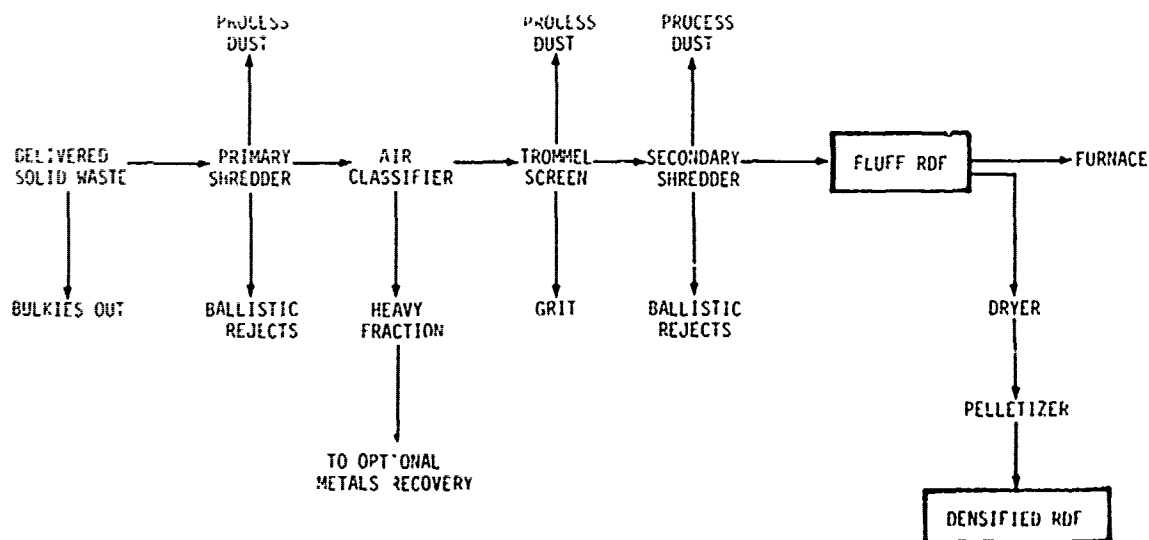 PROCESS
DUST
PROCESS
DUST
PROCESS
DUST
DELIVERED
SOLID WASTE
PRIMARY
SHREDDER
AIR
CLASSIFIER
TROMMEL
SCREEN
SECONDARY
SHREDDER
FLUFF RDF
FURNACE
BULKIES OUT
BALLISTIC
REJECTS
HEAVY
FRACTION
GRIT
BALLISTIC
REJECTS
DRYER
PELLETIZER
TO OPTIONAL
METALS RECOVERY
DENSIFIED RDF